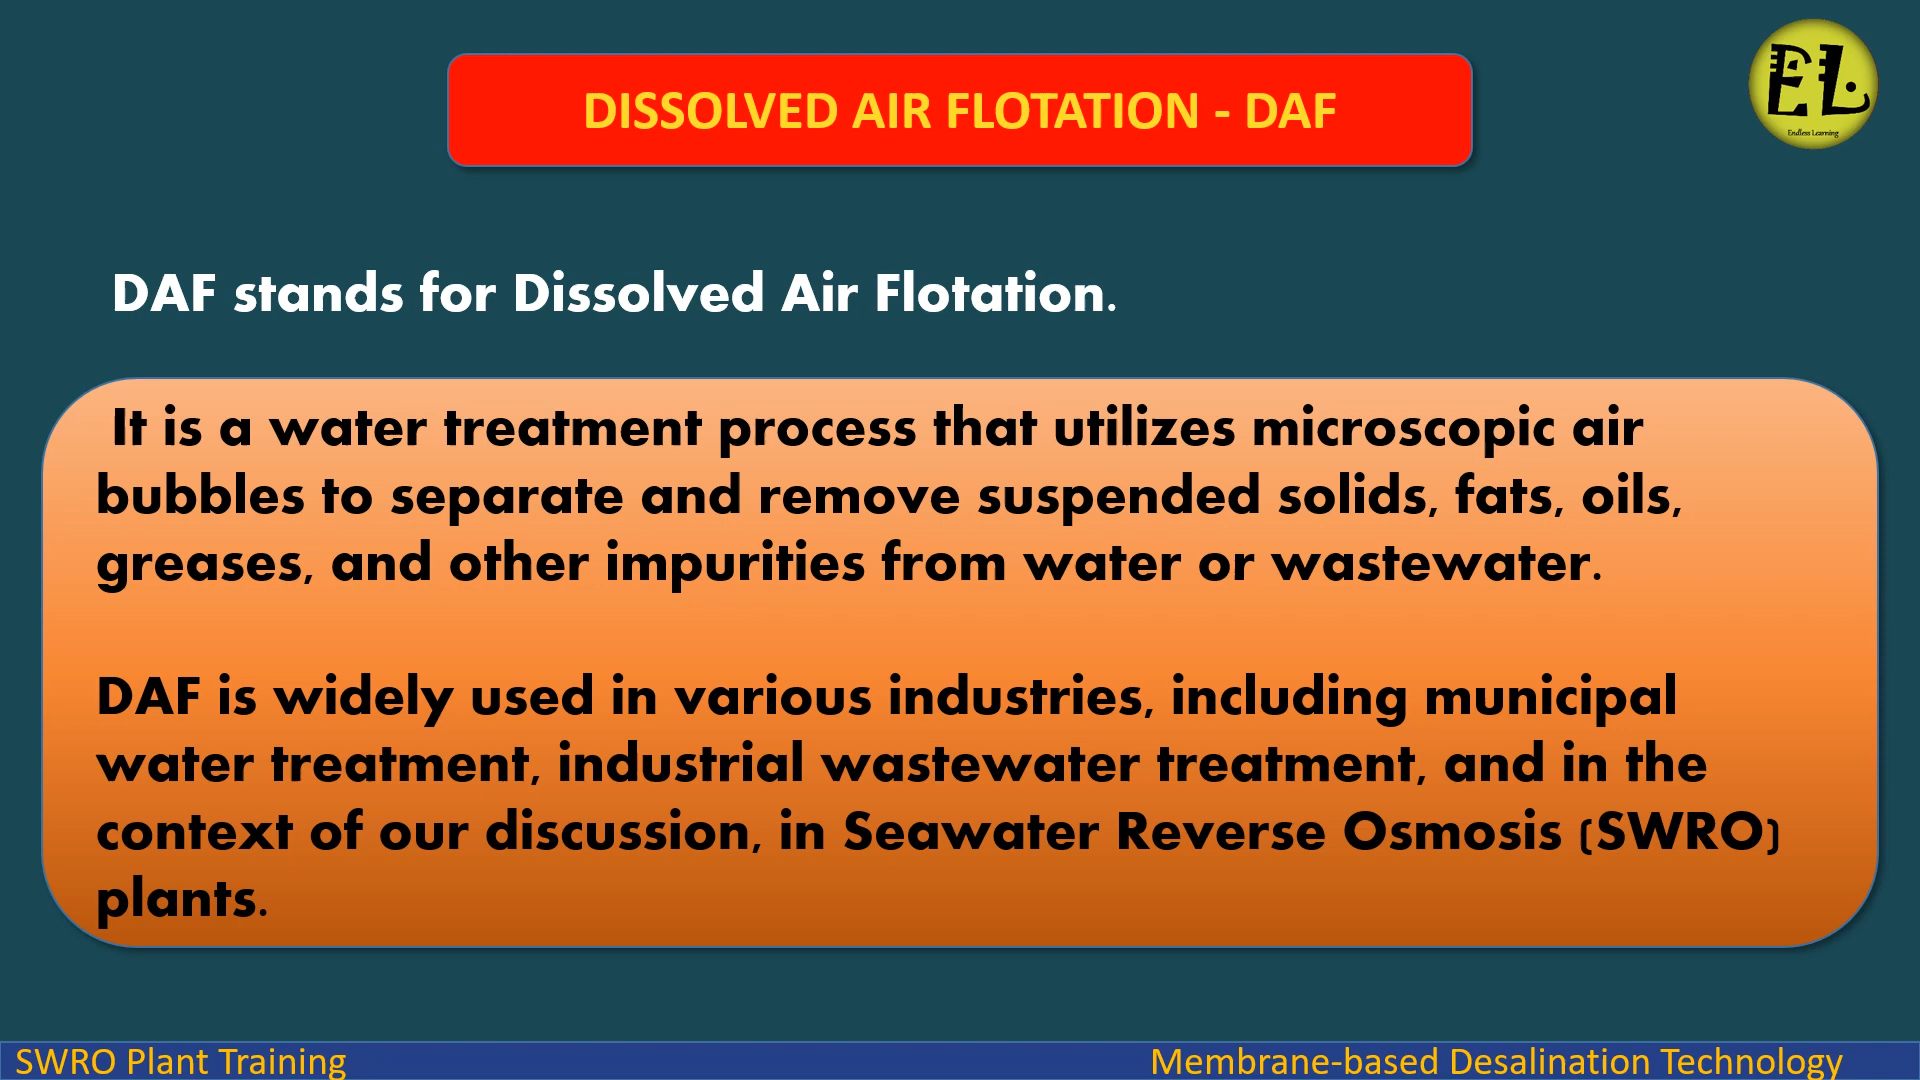 DISSOLVED AIR FLOTATION - DAF
EL
Endless Learning
DAF stands for Dissolved Air Flotation.
It is a water treatment process that utilizes microscopic air
bubbles to separate and remove suspended solids, fats, oils,
greases, and other impurities from water or wastewater.
DAF is widely used in various industries, including municipal
water treatment, industrial wastewater treatment, and in the
context of our discussion, in Seawater Reverse Osmosis (SWRO)
plants.
SWRO Plant Training
Membrane-based Desalination Technology